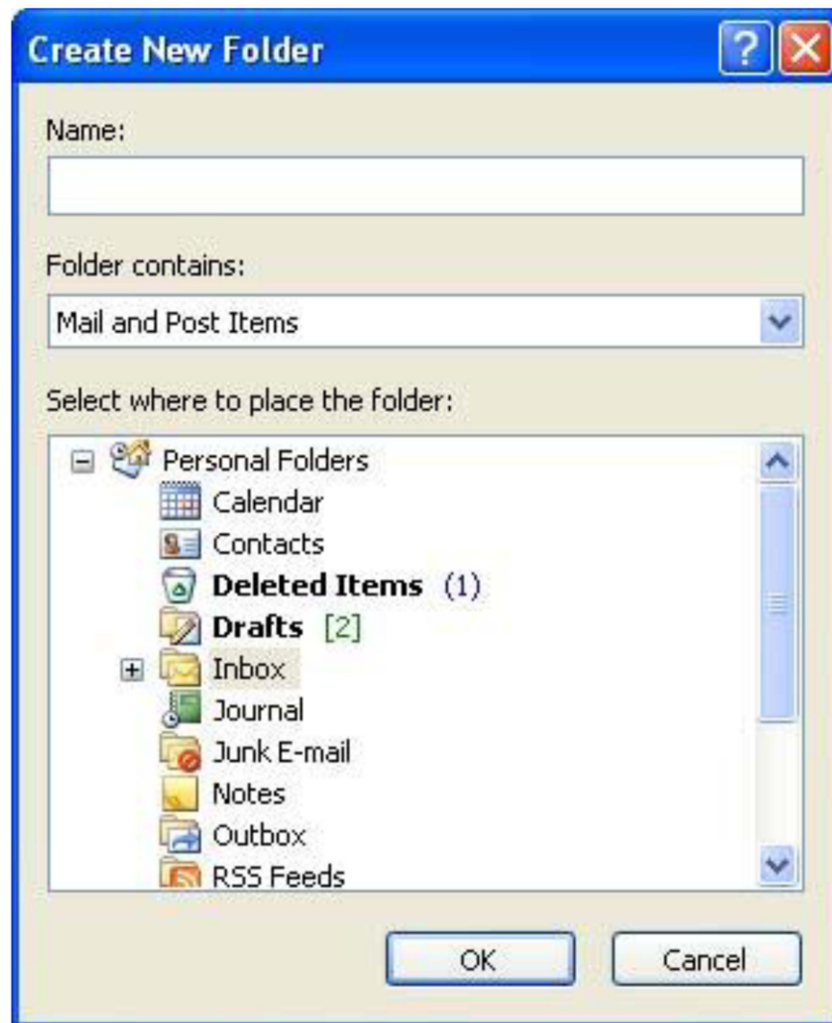 Create New Folder
Name:
Folder contains:
Mail and Post Items
Select where to place the folder:
Personal Folders
Calendar
Contacts
Deleted Items (1)
Drafts [2]
Inbox
Journal
Junk E-mail
Notes
Outbox
RSS Feeds
OK Cancel